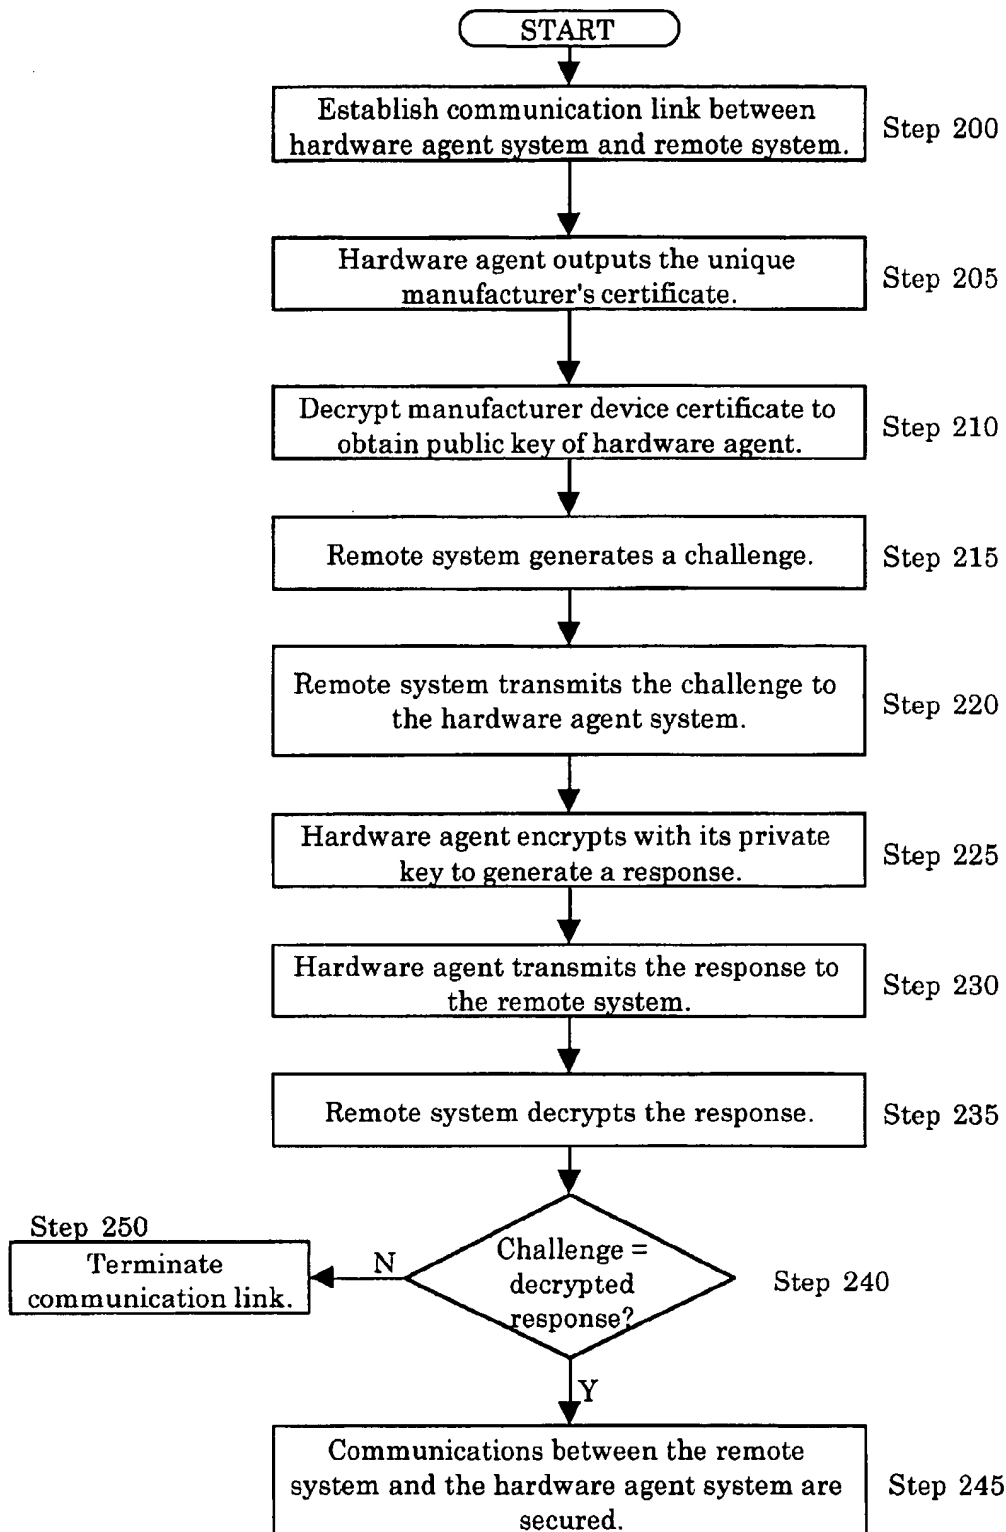 START
Establish communication link between
hardware agent system and remote system.
Step 200
Hardware agent outputs the unique
manufacturer's certificate.
Step 205
Decrypt manufacturer device certificate to
obtain public key of hardware agent.
Step 210
Remote system generates a challenge.
Step 215
Remote system transmits the challenge to
the hardware agent system.
Step 220
Hardware agent encrypts with its private
key to generate a response.
Step 225
Hardware agent transmits the response to
the remote system.
Step 230
Remote system decrypts the response.
Step 235
Step 250
Terminate
communication link.
N
Challenge =
decrypted
response?
Step 240
Y
Communications between the remote
system and the hardware agent system are
secured.
Step 245